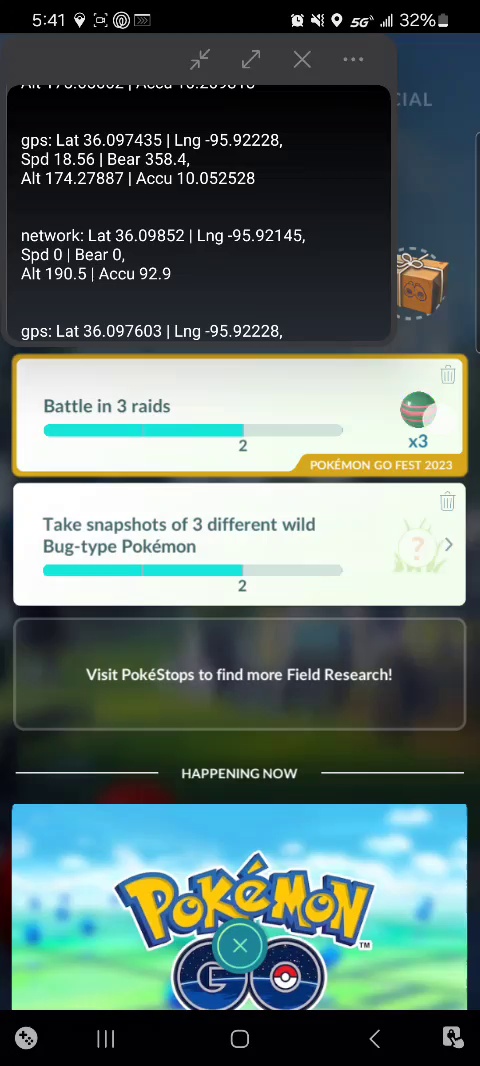 5:41
5G 32%
CIAL
gps: Lat 36.097435 | Lng -95.92228,
Spd 18.56 | Bear 358.4,
Alt 174.27887 | Accu 10.052528
network: Lat 36.09852 | Lng -95.92145,
Spd 0 | Bear 0,
Alt 190.5 | Accu 92.9
gps: Lat 36.097603 | Lng -95.92228,
Battle in 3 raids
2
x3
POKÉMON GO FEST 2023
Take snapshots of 3 different wild
Bug-type Pokémon
?
2
Visit PokéStops to find more Field Research!
HAPPENING NOW
POKéMON
TM
GO